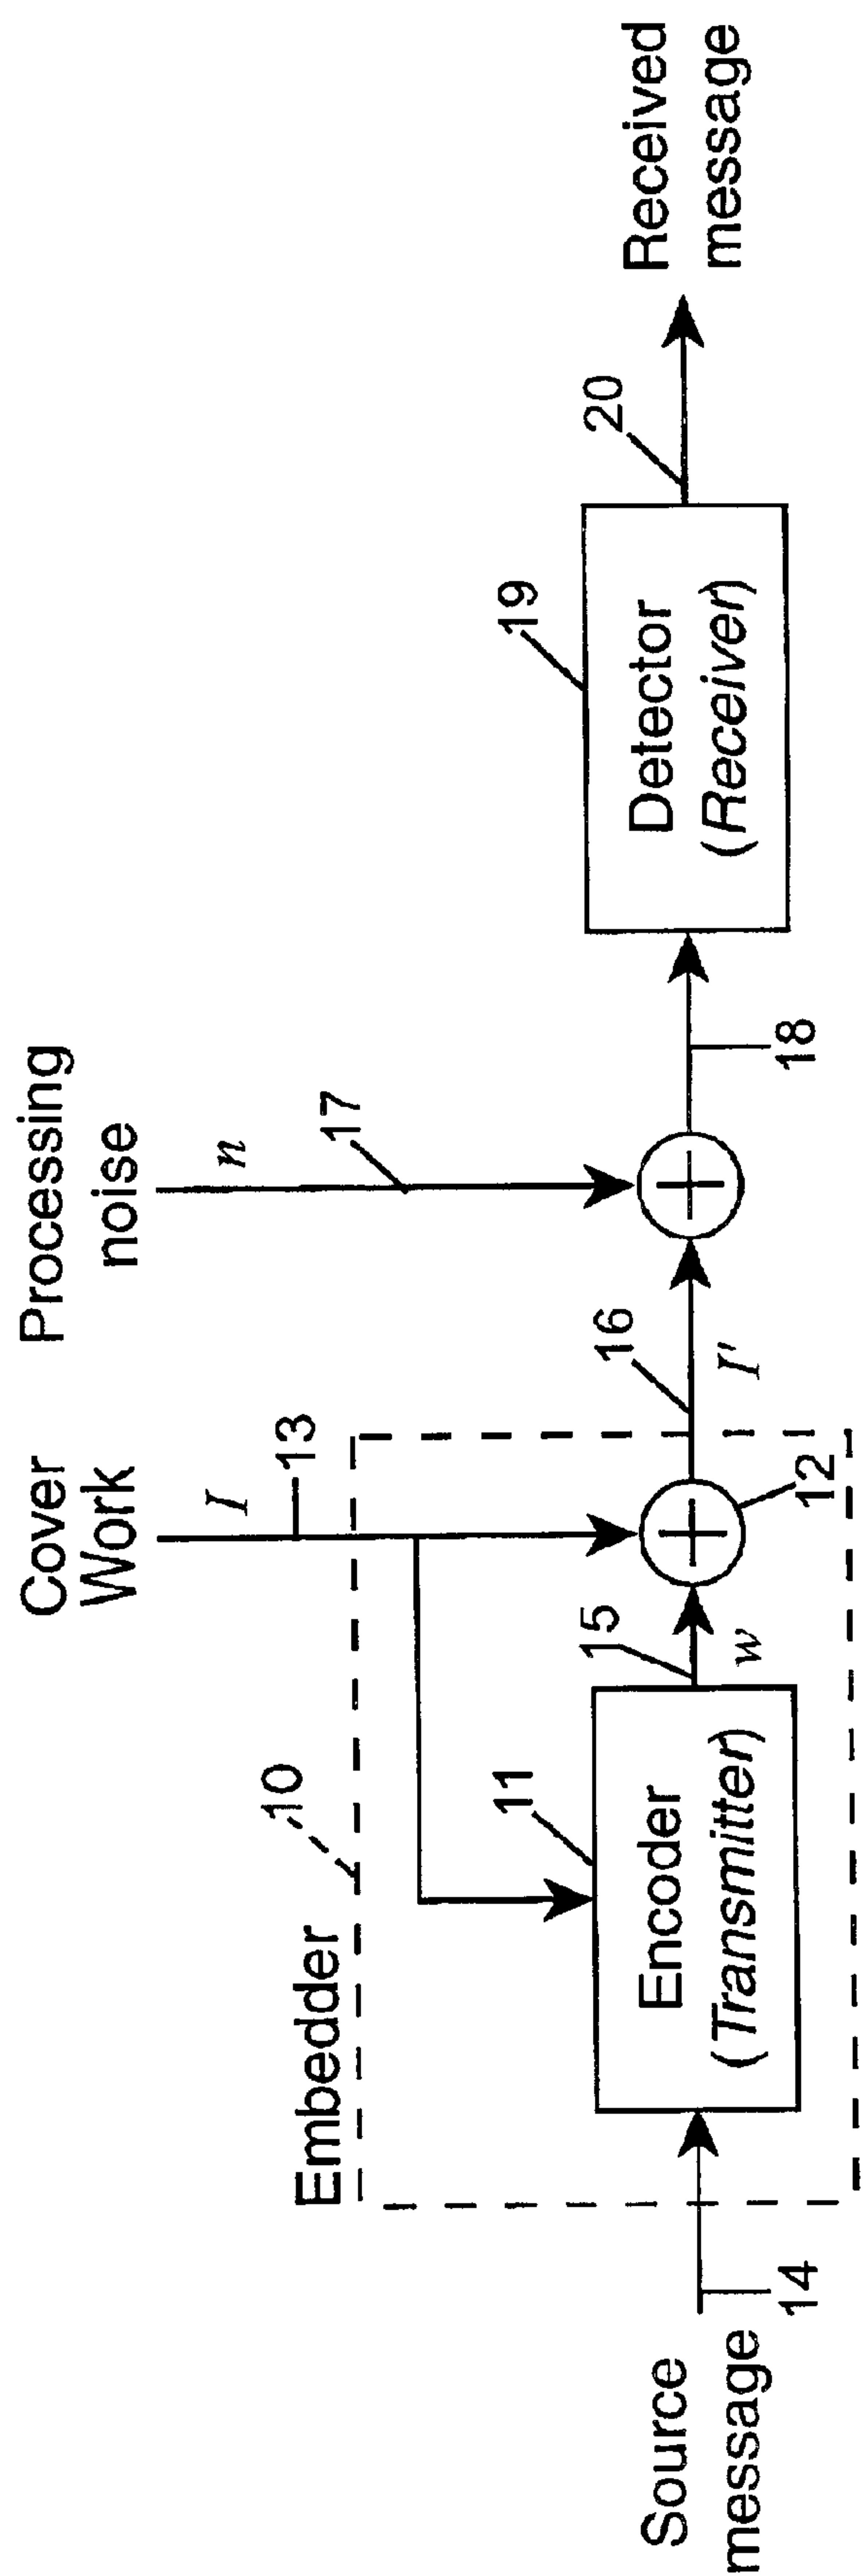 Cover
Work
Processing
noise
I
13
n
17
Embedder
10
11
Encoder
(Transmitter)
15
w
12
16
I'
18
19
Detector
(Receiver)
20
Received
message
Source
message
14